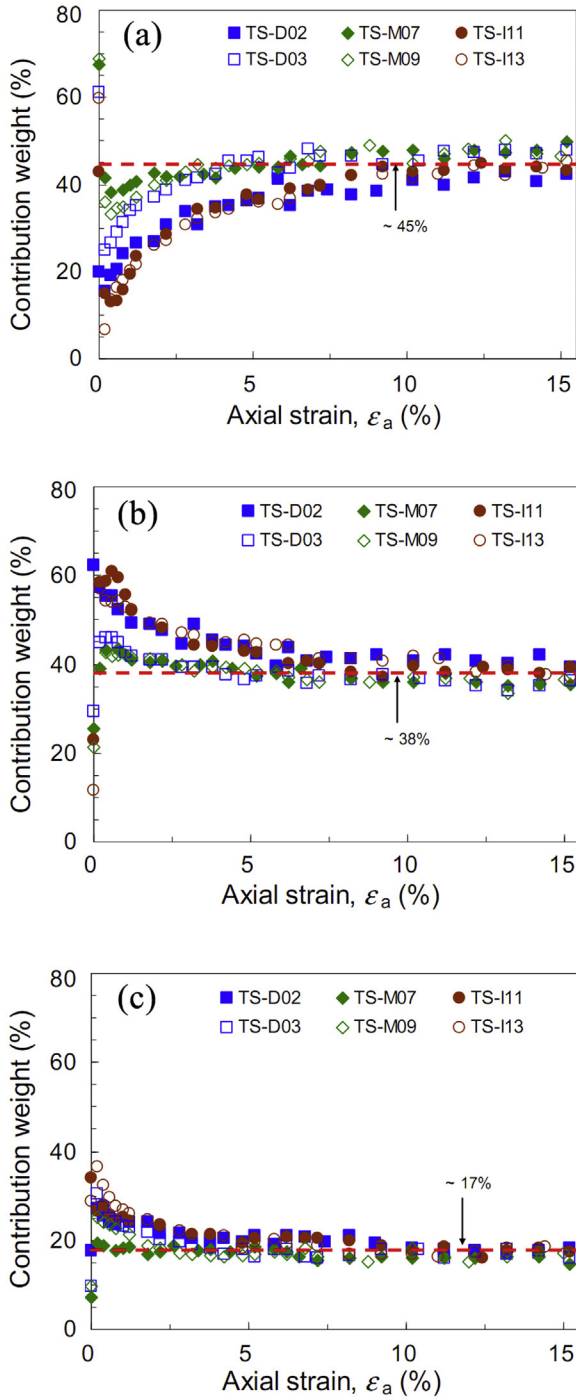 (a)
TS-D02 TS-M07 TS-I11
TS-D03 TS-M09 TS-I13
Contribution weight (%)
80
60
40
20
0
~ 45%
0 5 10 15
Axial strain, εa (%)
(b)
TS-D02 TS-M07 TS-I11
TS-D03 TS-M09 TS-I13
Contribution weight (%)
80
60
40
20
0
~ 38%
0 5 10 15
Axial strain, εa (%)
(c)
TS-D02 TS-M07 TS-I11
TS-D03 TS-M09 TS-I13
Contribution weight (%)
80
60
40
20
0
~ 17%
0 5 10 15
Axial strain, εa (%)